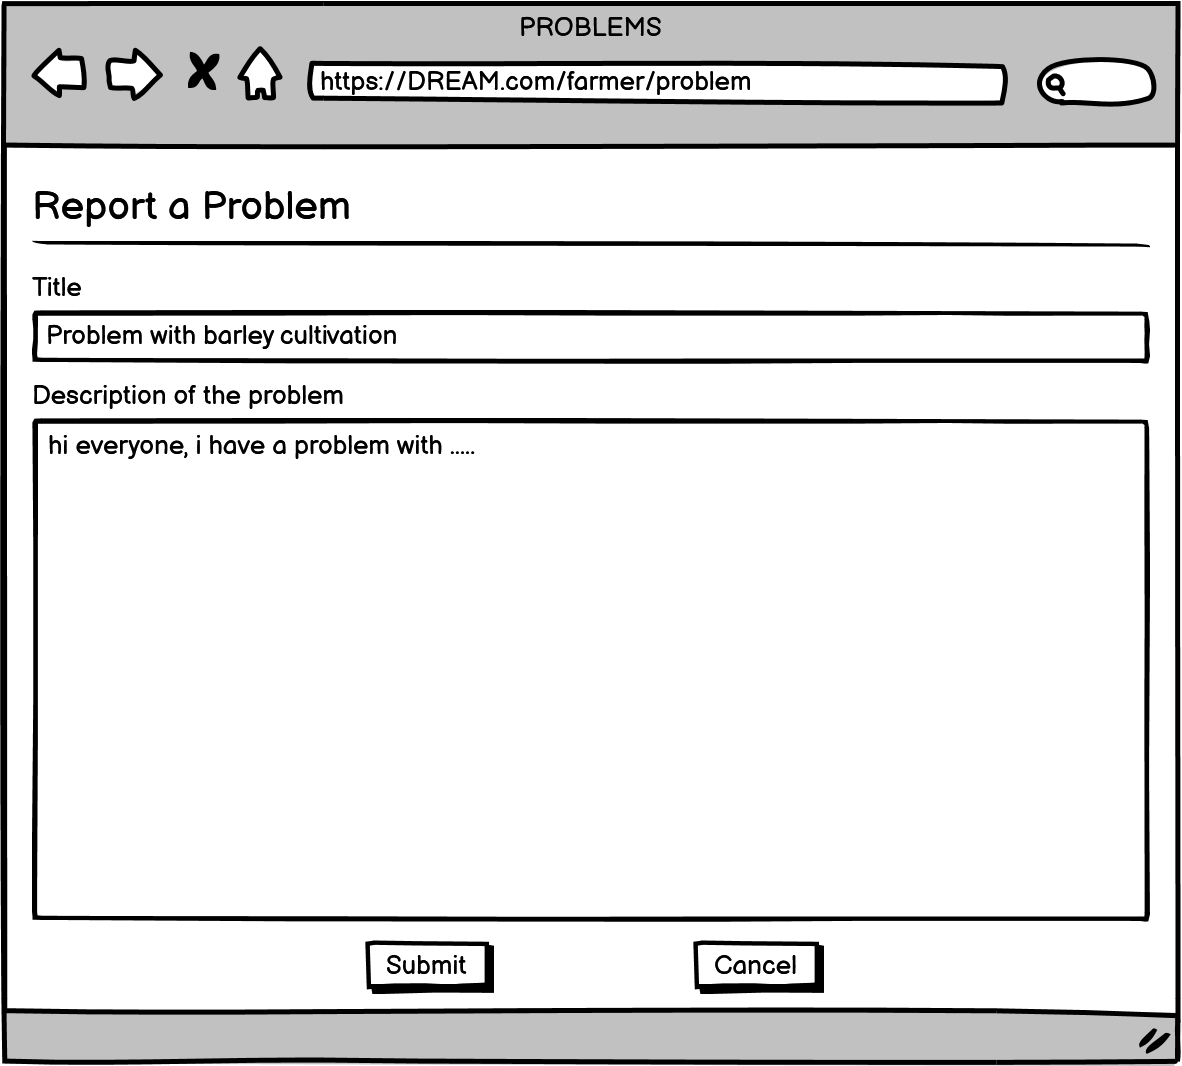 PROBLEMS
https://DREAM.com/farmer/problem
Report a Problem
Title
Problem with barley cultivation
Description of the problem
hi everyone, i have a problem with .....
Submit
Cancel